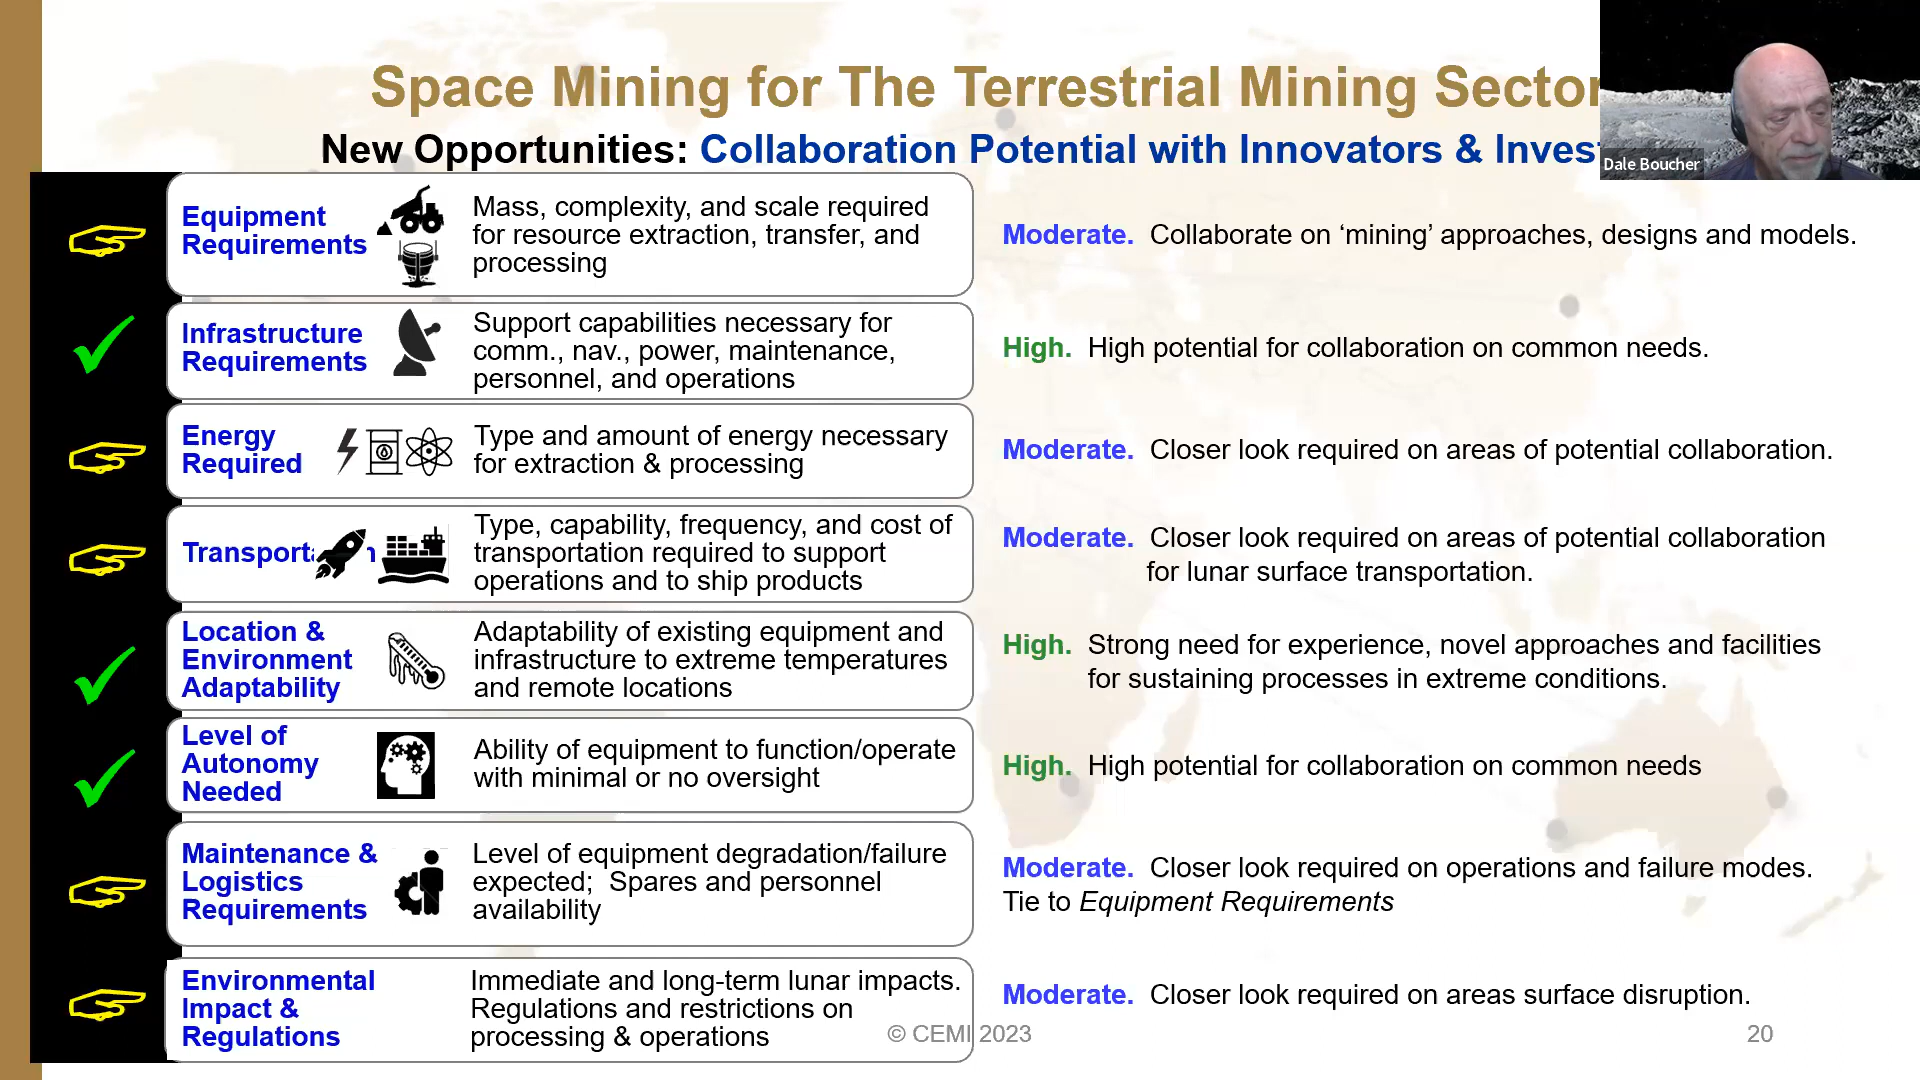 Space Mining for The Terrestrial Mining Sector
New Opportunities: Collaboration Potential with Innovators &
Dale Boucher
Equipment
Requirements
Mass, complexity, and scale required
for resource extraction, transfer, and
processing
Moderate. Collaborate on ‘mining’ approaches, designs and models.
Infrastructure
Requirements
Support capabilities necessary for
comm., nav., power, maintenance,
personnel, and operations
High. High potential for collaboration on common needs.
Energy
Required
Type and amount of energy necessary
for extraction & processing
Moderate. Closer look required on areas of potential collaboration.
Transportation
Type, capability, frequency, and cost of
transportation required to support
operations and to ship products
Moderate. Closer look required on areas of potential collaboration
for lunar surface transportation.
Location &
Environment
Adaptability
Adaptability of existing equipment and
infrastructure to extreme temperatures
and remote locations
High. Strong need for experience, novel approaches and facilities
for sustaining processes in extreme conditions.
Level of
Autonomy
Needed
Ability of equipment to function/operate
with minimal or no oversight
High. High potential for collaboration on common needs
Maintenance &
Logistics
Requirements
Level of equipment degradation/failure
expected; Spares and personnel
availability
Moderate. Closer look required on operations and failure modes.
Tie to Equipment Requirements
Environmental
Impact &
Regulations
Immediate and long-term lunar impacts.
Regulations and restrictions on
processing & operations
Moderate. Closer look required on areas surface disruption.
© CEMI 2023
20